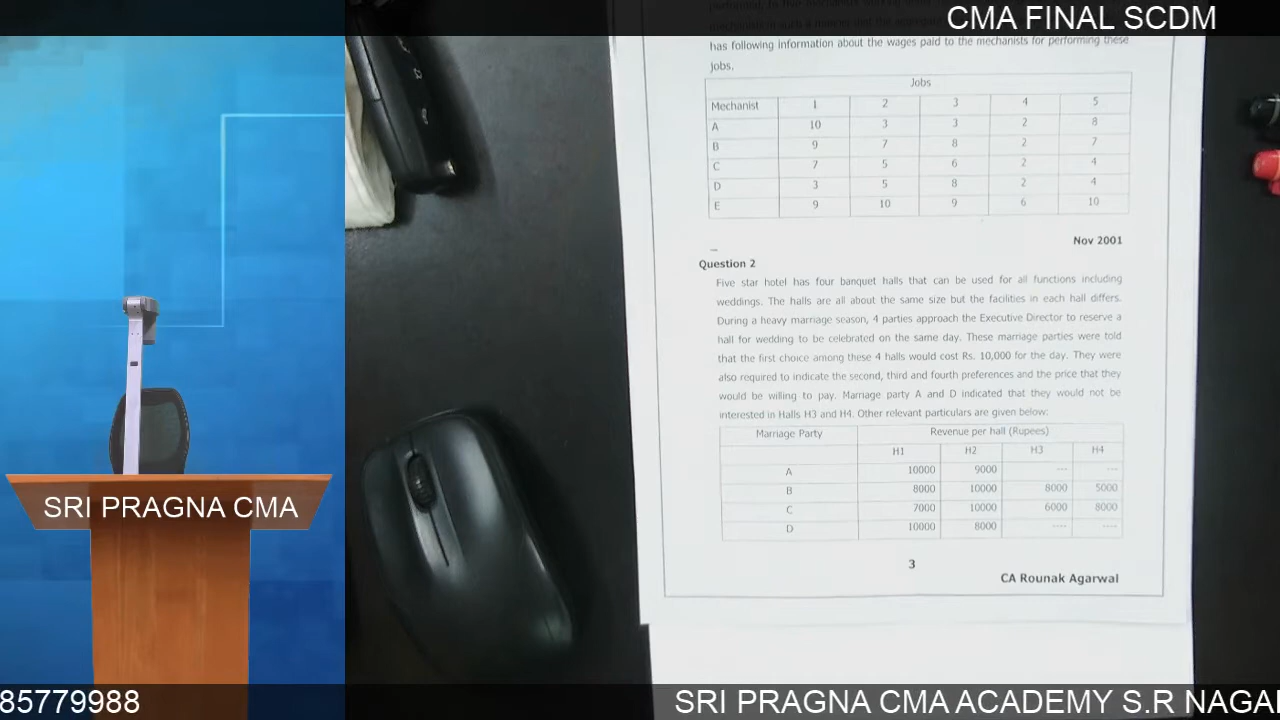 CMA FINAL SCDM
has following information about the wages paid to the mechanists for performing these
jobs.
Jobs
Mechanist 1 2 3 4 5
A 10 3 3 2 8
B 9 7 8 2 7
C 7 5 6 2 4
D 3 5 8 2 4
E 9 10 9 6 10
Nov 2001
Question 2
Five star hotel has four banquet halls that can be used for all functions including
weddings. The halls are all about the same size but the facilities in each hall differs.
During a heavy marriage season, 4 parties approach the Executive Director to reserve a
hall for wedding to be celebrated on the same day. These marriage parties were told
that the first choice among these 4 halls would cost Rs. 10,000 for the day. They were
also required to indicate the second, third and fourth preferences and the price that they
would be willing to pay. Marriage party A and D indicated that they would not be
interested in Halls H3 and H4. Other relevant particulars are given below:
Marriage Party Revenue per hall (Rupees)
H1 H2 H3 H4
A 10000 9000 --- ---
B 8000 10000 8000 5000
C 7000 10000 6000 8000
D 10000 8000 ---- ----
3
CA Rounak Agarwal
SRI PRAGNA CMA
85779988
SRI PRAGNA CMA ACADEMY S.R NAGA